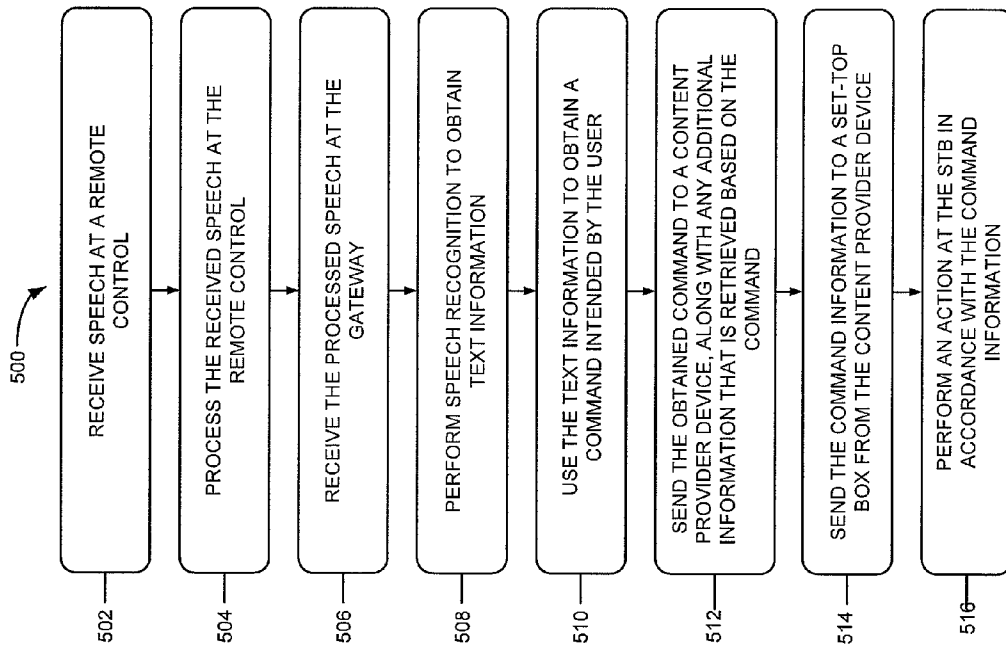 500
502
RECEIVE SPEECH AT A REMOTE
CONTROL
504
PROCESS THE RECEIVED SPEECH AT THE
REMOTE CONTROL
506
RECEIVE THE PROCESSED SPEECH AT THE
GATEWAY
508
PERFORM SPEECH RECOGNITION TO OBTAIN
TEXT INFORMATION
510
USE THE TEXT INFORMATION TO OBTAIN A
COMMAND INTENDED BY THE USER
512
SEND THE OBTAINED COMMAND TO A CONTENT
PROVIDER DEVICE, ALONG WITH ANY ADDITIONAL
INFORMATION THAT IS RETRIEVED BASED ON THE
COMMAND
514
SEND THE COMMAND INFORMATION TO A SET-TOP
BOX FROM THE CONTENT PROVIDER DEVICE
516
PERFORM AN ACTION AT THE STB IN
ACCORDANCE WITH THE COMMAND
INFORMATION